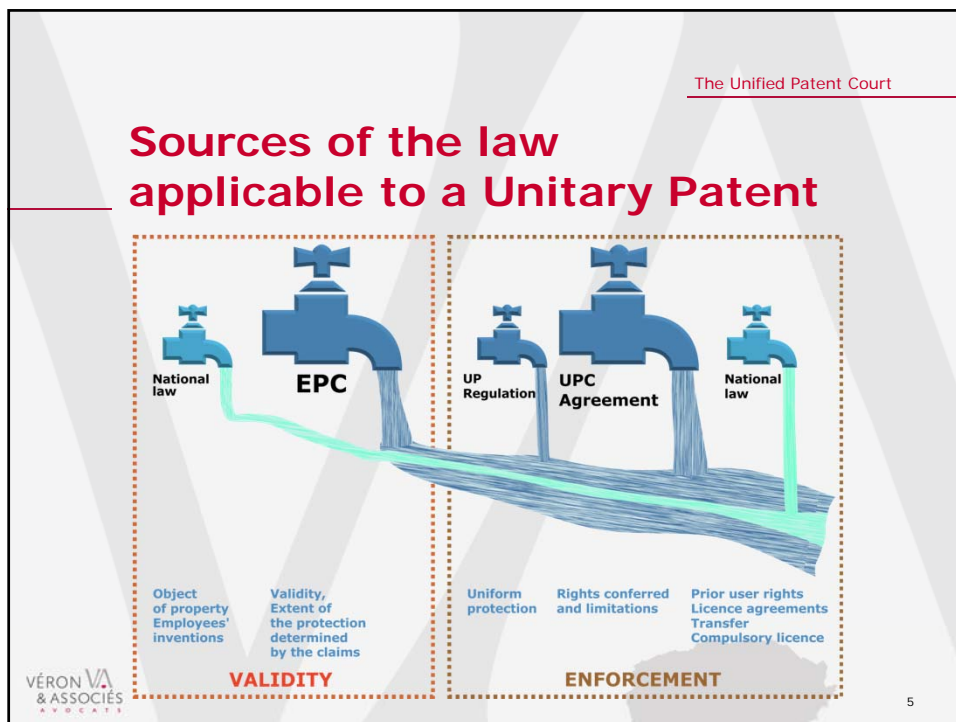 The Unified Patent Court
Sources of the law
applicable to a Unitary Patent
National
law
EPC
UP
Regulation
UPC
Agreement
National
law
Object
of property
Employees'
inventions
Validity,
Extent of
the protection
determined
by the claims
Uniform
protection
Rights conferred
and limitations
Prior user rights
Licence agreements
Transfer
Compulsory licence
VALIDITY
ENFORCEMENT
VÉRON VA
& ASSOCIÉS
AVOCATS
5